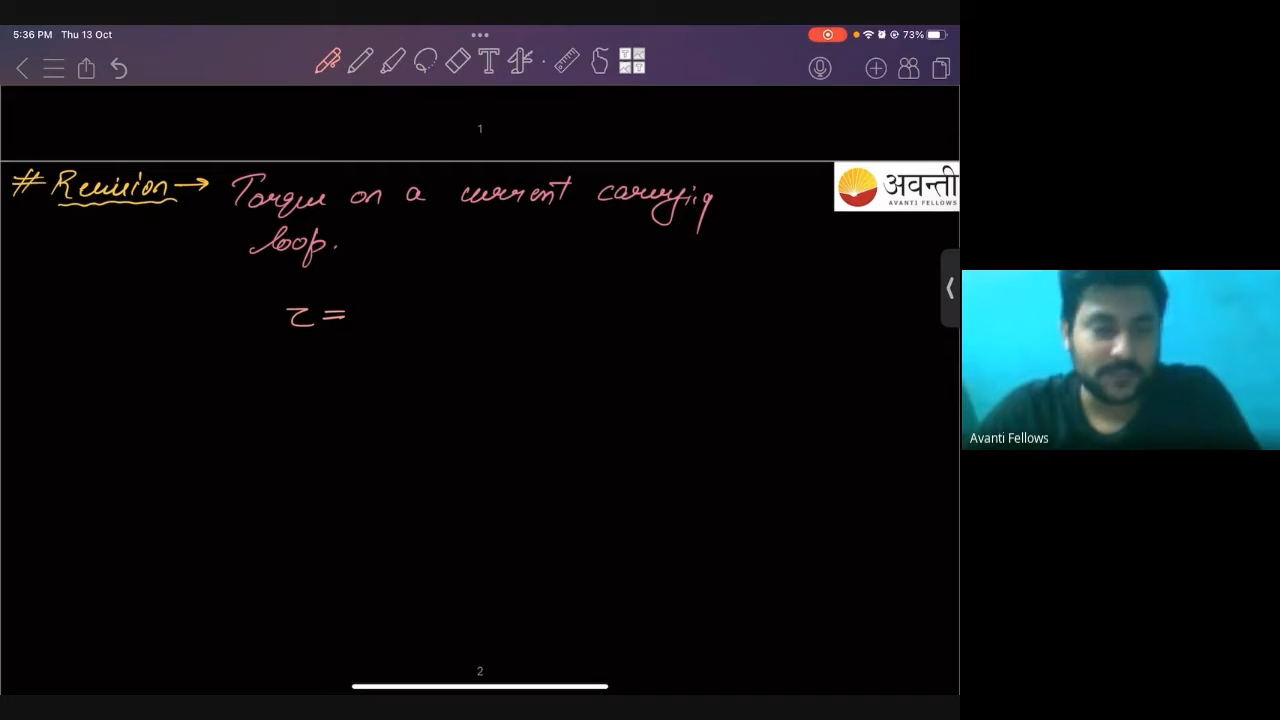 5:36 PM Thu 13 Oct
73%
1
# Revision → Torque on a current carrying
loop.
अवन्ती
AVANTI FELLOWS
τ =
Avanti Fellows
2